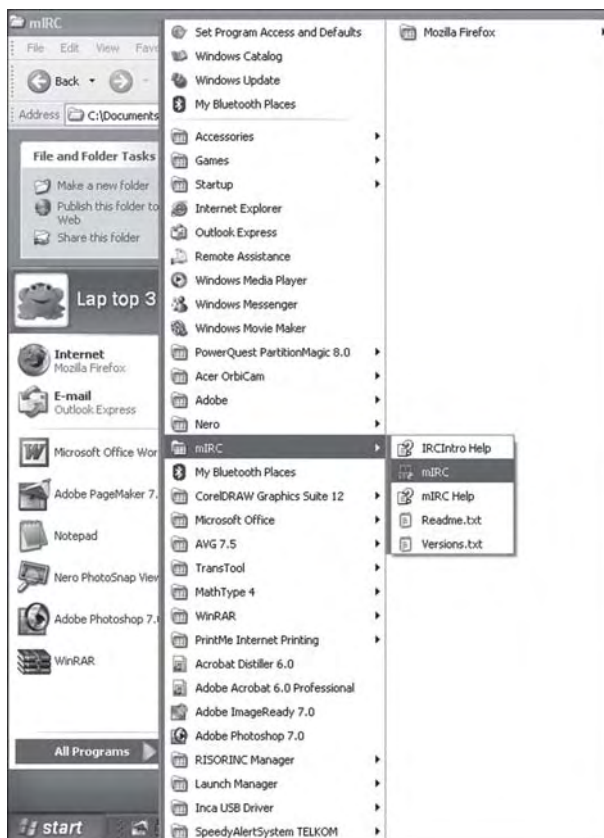 mIRC
File Edit View Fav
Back
Address C:\Documents
File and Folder Tasks
Make a new folder
Publish this folder to
Web
Share this folder
Lap top 3
Internet
Mozilla Firefox
E-mail
Outlook Express
Microsoft Office Wor
Adobe PageMaker 7.
Notepad
Nero PhotoSnap View
Adobe Photoshop 7.
WinRAR
All Programs
start
Set Program Access and Defaults
Windows Catalog
Windows Update
My Bluetooth Places
Accessories
Games
Startup
Internet Explorer
Outlook Express
Remote Assistance
Windows Media Player
Windows Messenger
Windows Movie Maker
PowerQuest PartitionMagic 8.0
Acer OrbiCam
Adobe
Nero
mIRC
My Bluetooth Places
CorelDRAW Graphics Suite 12
Microsoft Office
AVG 7.5
TransTool
MathType 4
WinRAR
PrintMe Internet Printing
Acrobat Distiller 6.0
Adobe Acrobat 6.0 Professional
Adobe ImageReady 7.0
Adobe Photoshop 7.0
RISORINC Manager
Launch Manager
Inca USB Driver
SpeedyAlertSystem TELKOM
Mozilla Firefox
IRCIntro Help
mIRC
mIRC Help
Readme.txt
Versions.txt